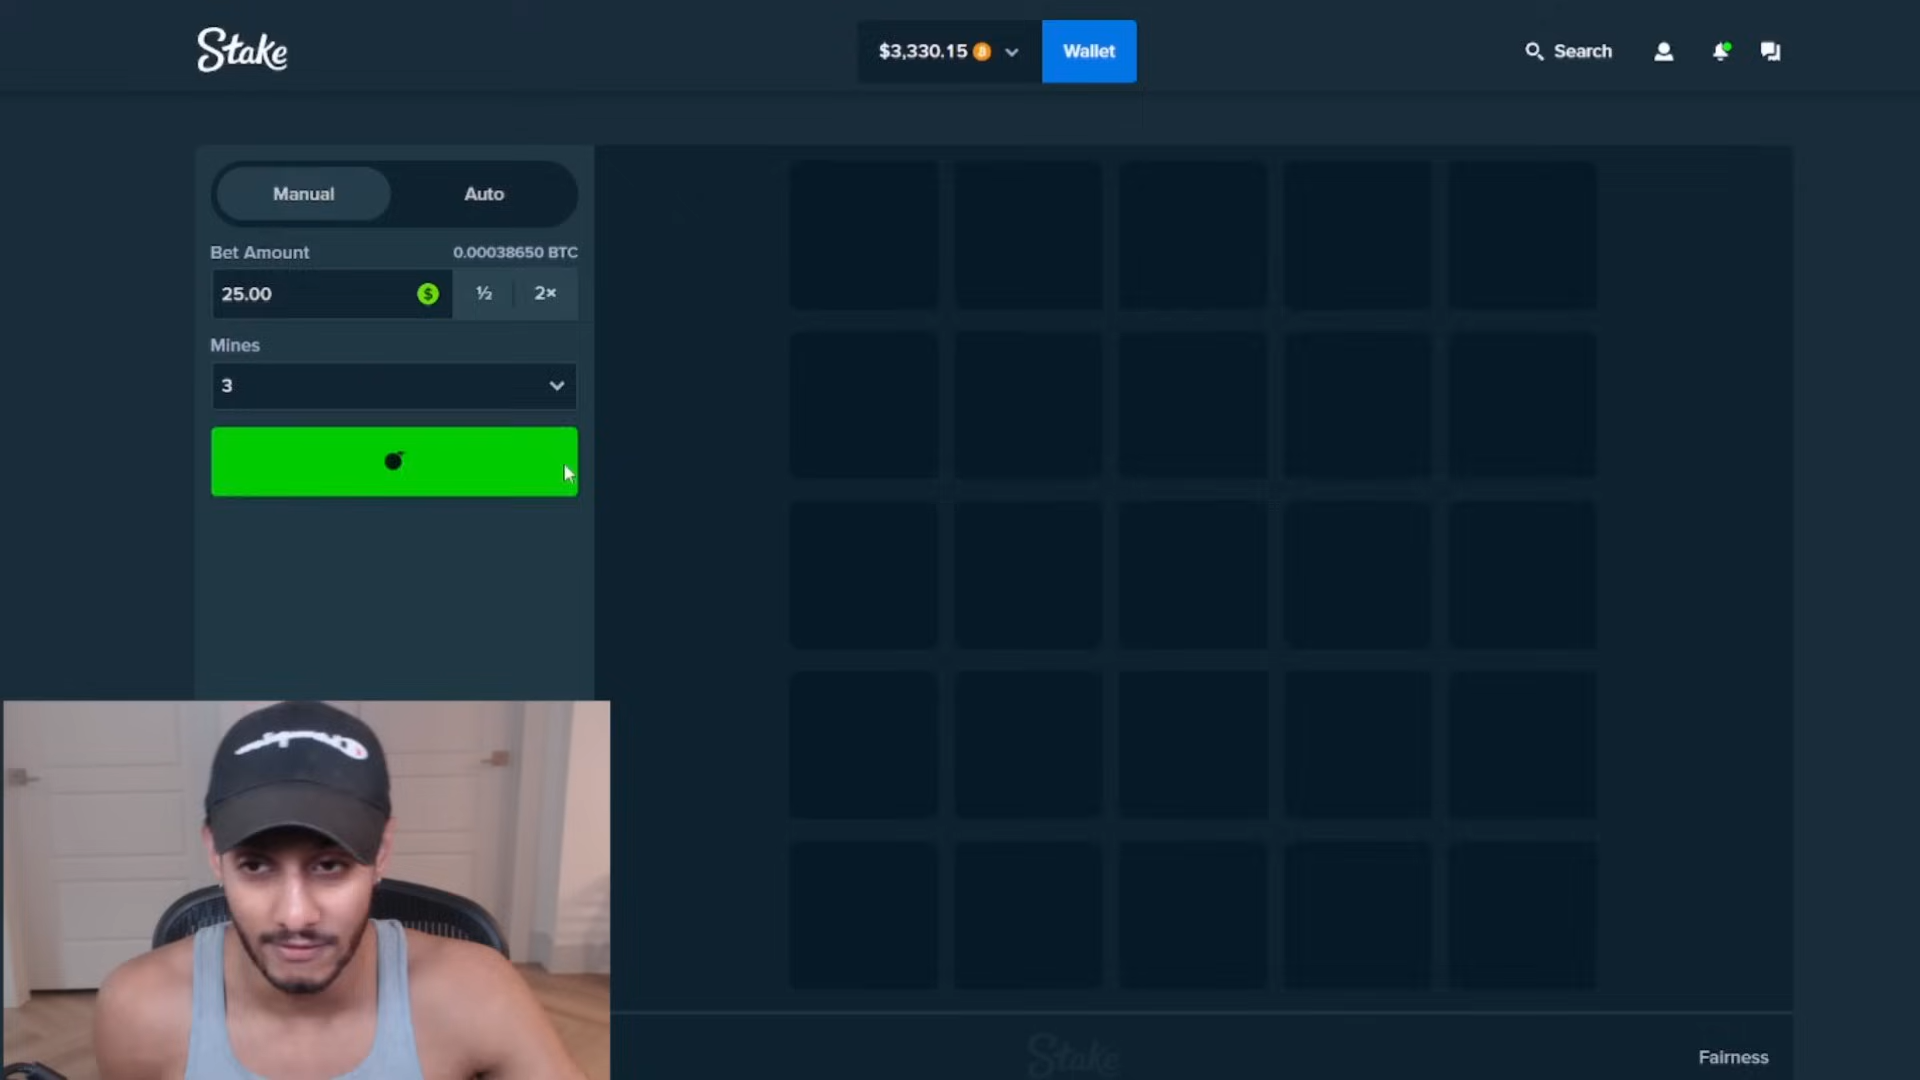 Stake
$3,330.15
Wallet
Search
Manual
Auto
Bet Amount
0.00038650 BTC
25.00
$
½
2×
Mines
3
Stake
Fairness